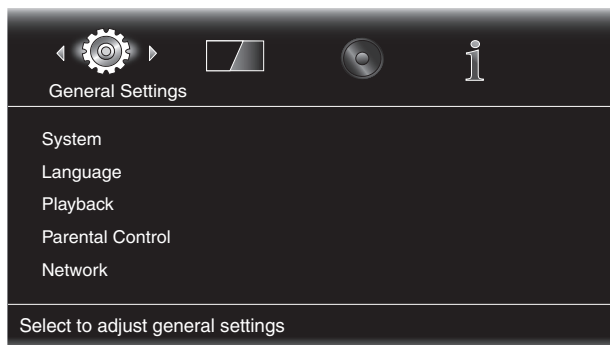 General Settings
System
Language
Playback
Parental Control
Network
Select to adjust general settings